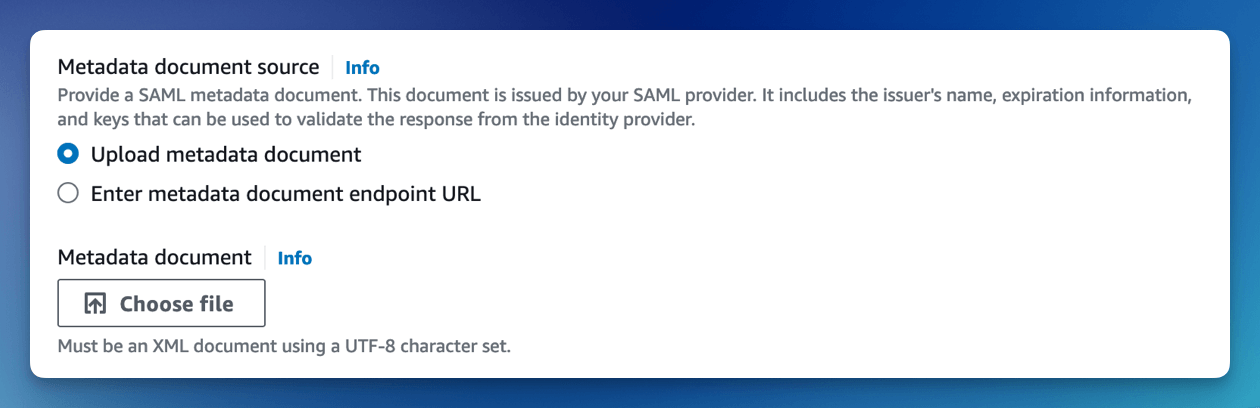 Metadata document source Info
Provide a SAML metadata document. This document is issued by your SAML provider. It includes the issuer's name, expiration information,
and keys that can be used to validate the response from the identity provider.
Upload metadata document
Enter metadata document endpoint URL
Metadata document Info
Choose file
Must be an XML document using a UTF-8 character set.